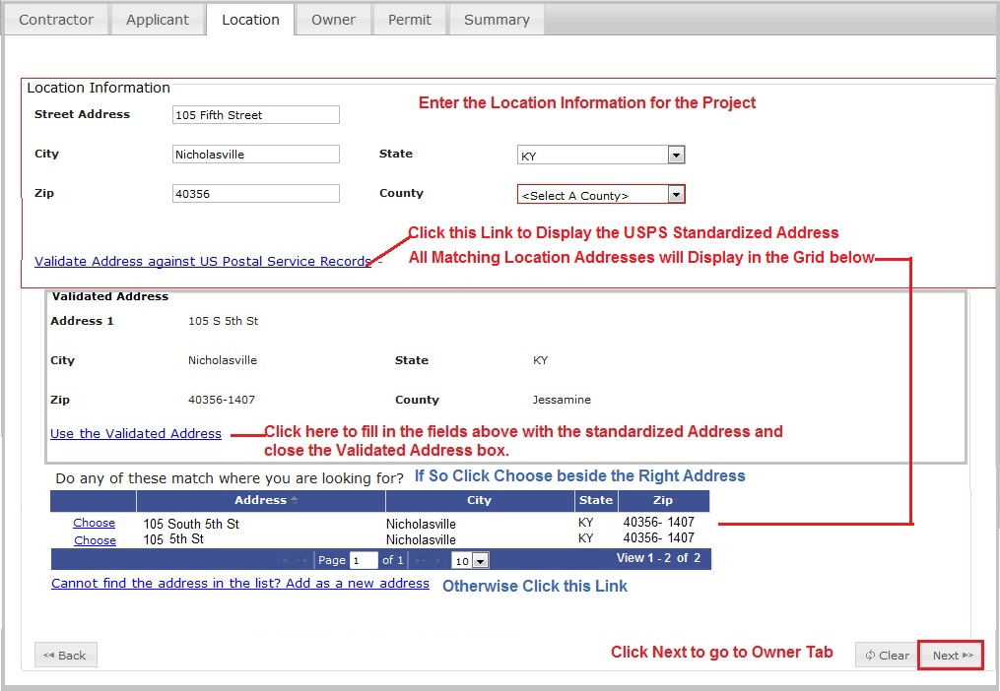 Contractor Applicant Location Owner Permit Summary
Location Information
Enter the Location Information for the Project
Street Address 105 Fifth Street
City Nicholasville State KY
Zip 40356 County <Select A County>
Click this Link to Display the USPS Standardized Address
Validate Address against US Postal Service Records -
All Matching Location Addresses will Display in the Grid below
Validated Address
Address 1 105 S 5th St
City Nicholasville State KY
Zip 40356-1407 County Jessamine
Use the Validated Address
Click here to fill in the fields above with the standardized Address and
close the Validated Address box.
Do any of these match where you are looking for? If So Click Choose beside the Right Address
Address City State Zip
Choose 105 South 5th St Nicholasville KY 40356- 1407
Choose 105 5th St Nicholasville KY 40356- 1407
Page 1 of 1 10 View 1 - 2 of 2
Cannot find the address in the list? Add as a new address Otherwise Click this Link
Back Click Next to go to Owner Tab Clear Next